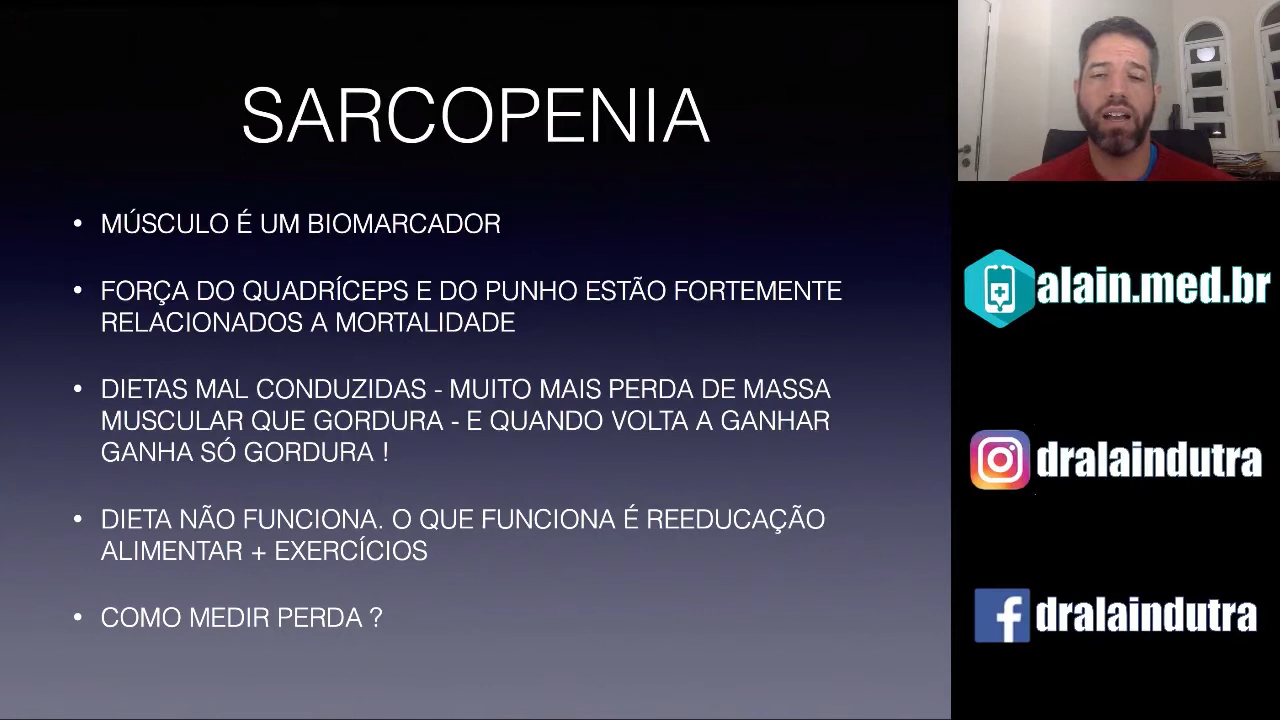 SARCOPENIA
• MÚSCULO É UM BIOMARCADOR
• FORÇA DO QUADRÍCEPS E DO PUNHO ESTÃO FORTEMENTE
RELACIONADOS A MORTALIDADE
• DIETAS MAL CONDUZIDAS - MUITO MAIS PERDA DE MASSA
MUSCULAR QUE GORDURA - E QUANDO VOLTA A GANHAR
GANHA SÓ GORDURA !
• DIETA NÃO FUNCIONA. O QUE FUNCIONA É REEDUCAÇÃO
ALIMENTAR + EXERCÍCIOS
• COMO MEDIR PERDA ?
alain.med.br
dralaindutra
dralaindutra